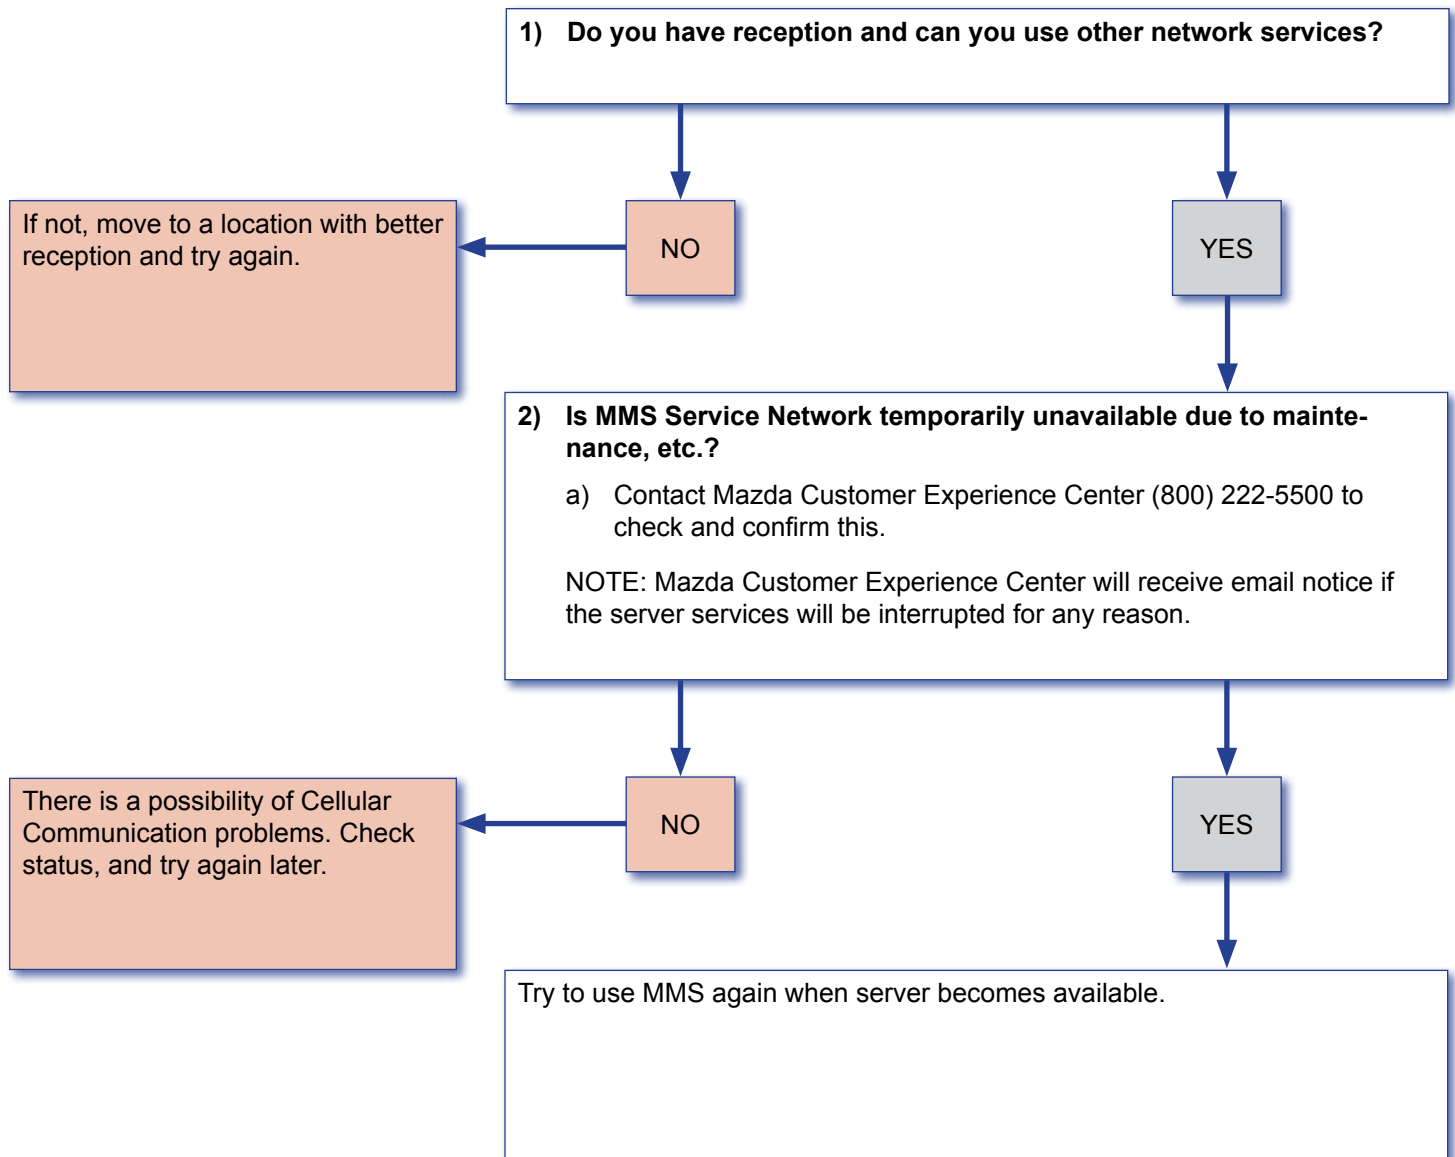 1) Do you have reception and can you use other network services?
If not, move to a location with better
reception and try again.
NO
YES
2) Is MMS Service Network temporarily unavailable due to mainte-
nance, etc.?
a) Contact Mazda Customer Experience Center (800) 222-5500 to
check and confirm this.
NOTE: Mazda Customer Experience Center will receive email notice if
the server services will be interrupted for any reason.
There is a possibility of Cellular
Communication problems. Check
status, and try again later.
NO
YES
Try to use MMS again when server becomes available.